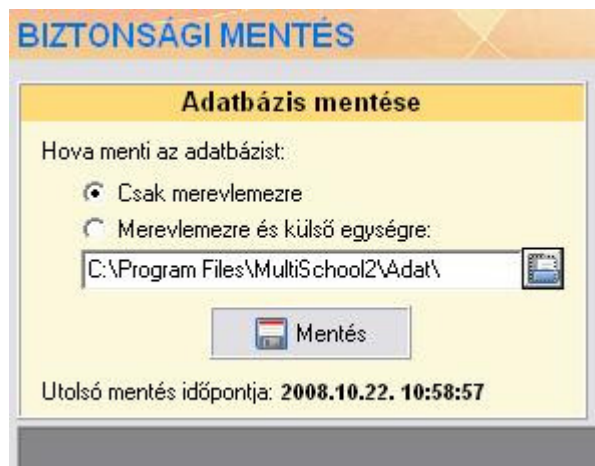 BIZTONSÁGI MENTÉS
Adatbázis mentése
Hova menti az adatbázist:
Csak merevlemezre
Merevlemezre és külső egységre:
C:\Program Files\MultiSchool2\Adat\
Mentés
Utolsó mentés időpontja: 2008.10.22. 10:58:57